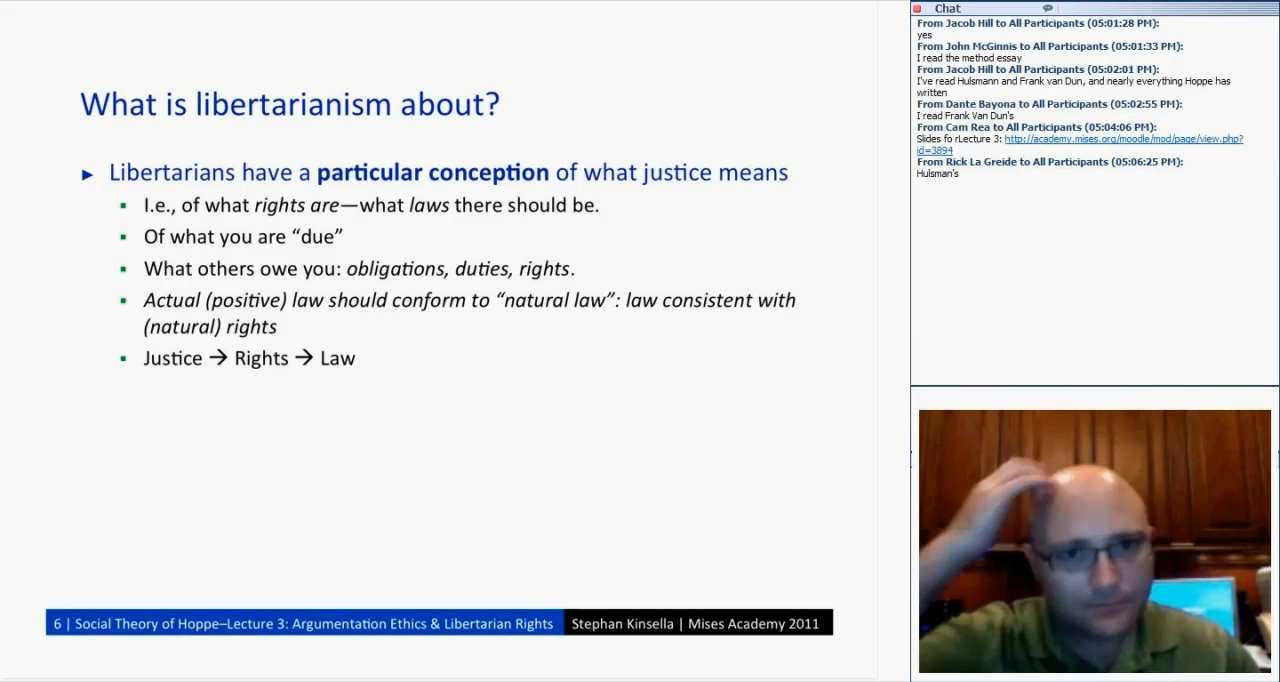 What is libertarianism about?
► Libertarians have a particular conception of what justice means
▪ I.e., of what rights are—what laws there should be.
▪ Of what you are “due”
▪ What others owe you: obligations, duties, rights.
▪ Actual (positive) law should conform to “natural law”: law consistent with
(natural) rights
▪ Justice → Rights → Law
6 | Social Theory of Hoppe–Lecture 3: Argumentation Ethics & Libertarian Rights
Stephan Kinsella | Mises Academy 2011
Chat
From Jacob Hill to All Participants (05:01:28 PM):
yes
From John McGinnis to All Participants (05:01:33 PM):
I read the method essay
From Jacob Hill to All Participants (05:02:01 PM):
I've read Hulsmann and Frank van Dun, and nearly everything Hoppe has
written
From Dante Bayona to All Participants (05:02:55 PM):
I read Frank Van Dun's
From Cam Rea to All Participants (05:04:06 PM):
Slides fo rLecture 3: http://academy.mises.org/moodle/mod/page/view.php?
id=3894
From Rick La Greide to All Participants (05:06:25 PM):
Hulsman's